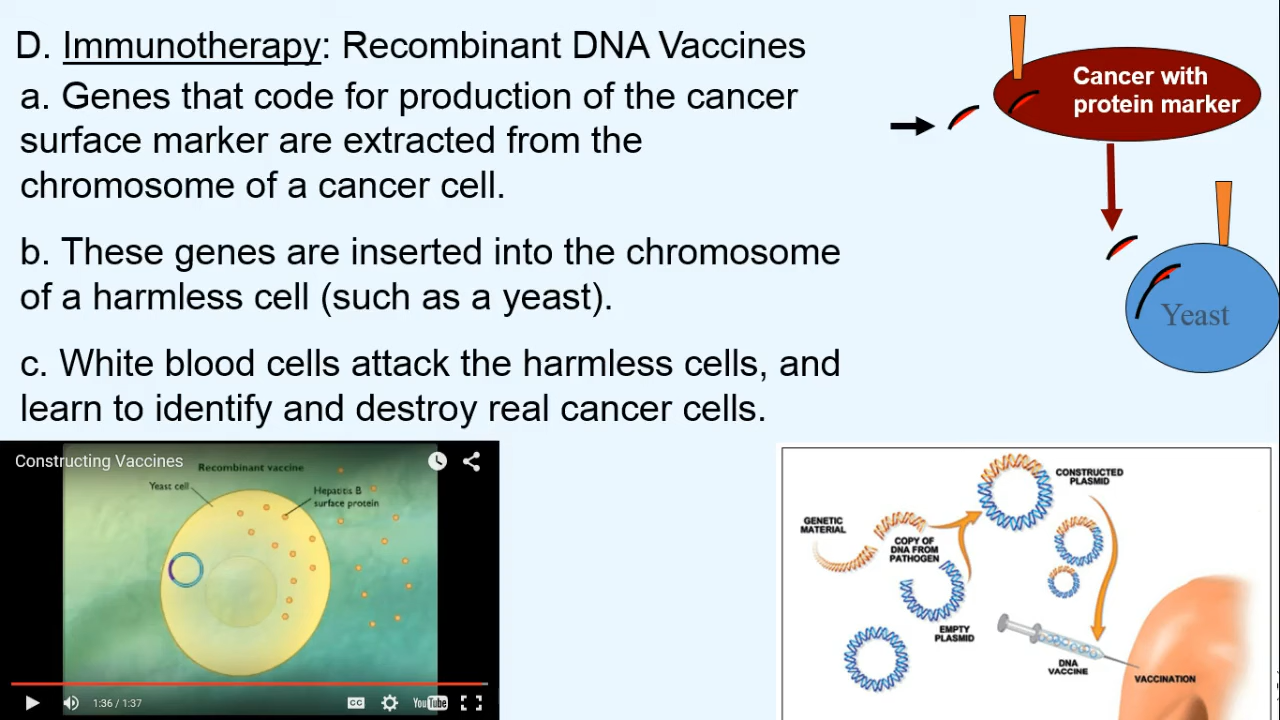 D. Immunotherapy: Recombinant DNA Vaccines
a. Genes that code for production of the cancer
surface marker are extracted from the
chromosome of a cancer cell.
b. These genes are inserted into the chromosome
of a harmless cell (such as a yeast).
c. White blood cells attack the harmless cells, and
learn to identify and destroy real cancer cells.
Cancer with
protein marker
Yeast
Constructing Vaccines
Recombinant vaccine
Yeast cell
Hepatitis B
surface protein
1:36 / 1:37
CC
YouTube
GENETIC
MATERIAL
COPY OF
DNA FROM
PATHOGEN
CONSTRUCTED
PLASMID
EMPTY
PLASMID
DNA
VACCINE
VACCINATION